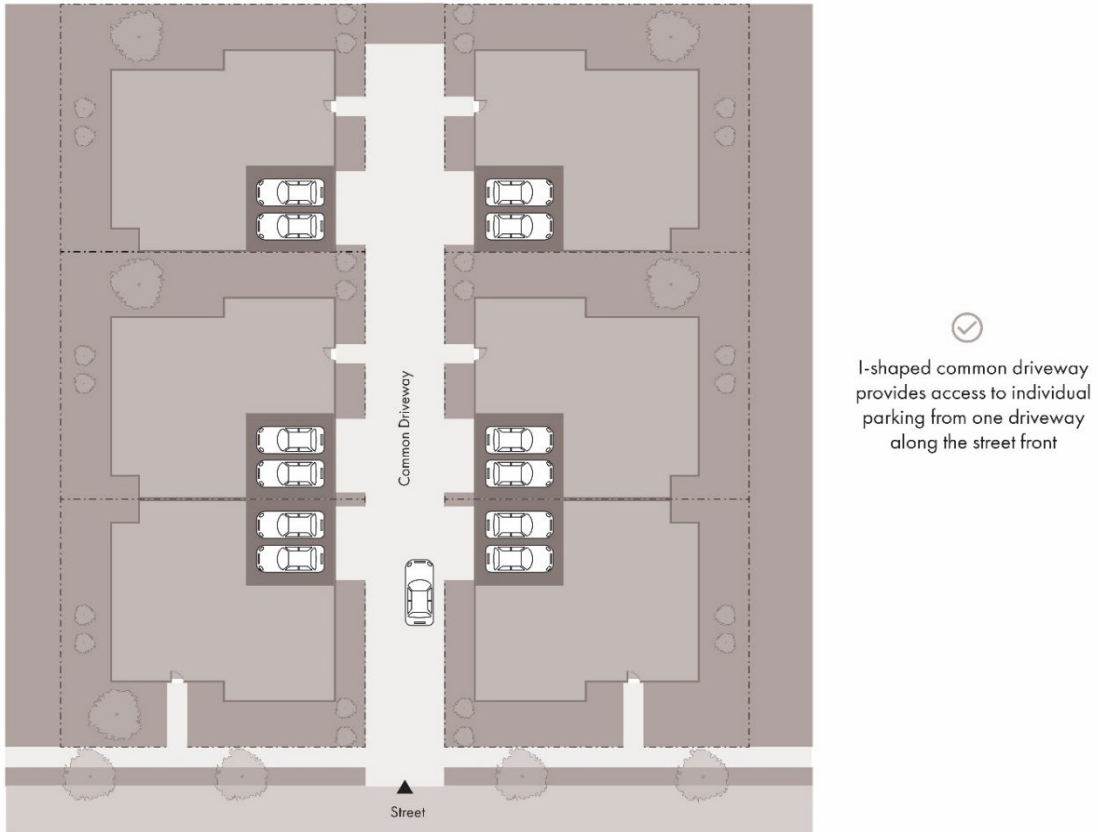 Common Driveway
I-shaped common driveway
provides access to individual
parking from one driveway
along the street front
Street